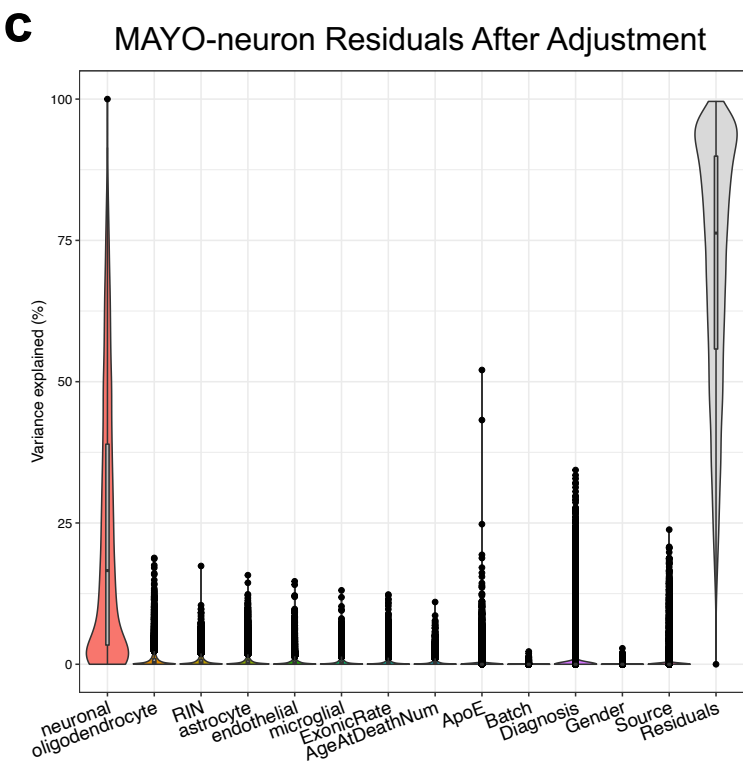 C
MAYO-neuron Residuals After Adjustment
Variance explained (%)
100
75
50
25
0
neuronal
oligodendrocyte
RIN
astrocyte
endothelial
microglial
ExonicRate
AgeAtDeathNum
ApoE
Batch
Diagnosis
Gender
Source
Residuals